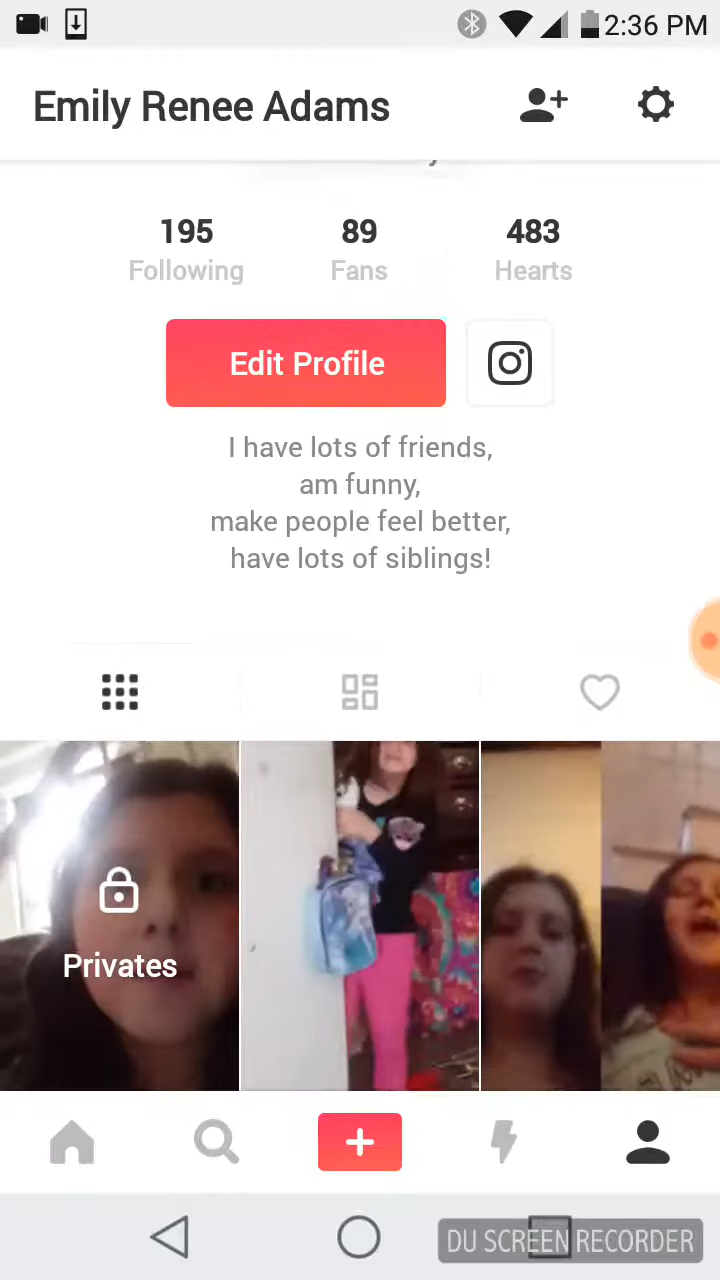 2:36 PM
Emily Renee Adams
195
89
483
Following
Fans
Hearts
Edit Profile
I have lots of friends,
am funny,
make people feel better,
have lots of siblings!
Privates
DU SCREEN RECORDER